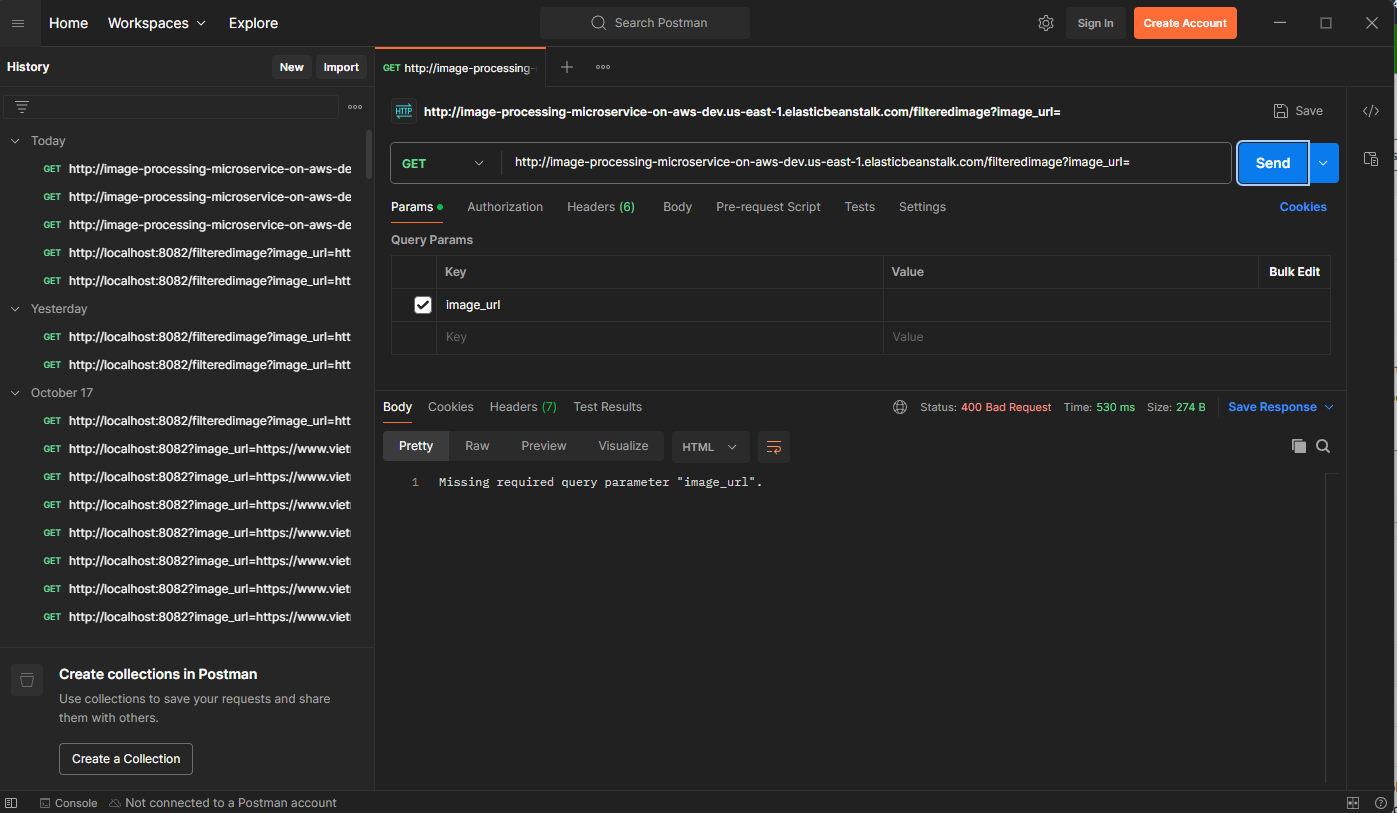 Home Workspaces Explore Search Postman Sign In Create Account
History New Import
GET http://image-processing-
Today
GET http://image-processing-microservice-on-aws-de
GET http://image-processing-microservice-on-aws-de
GET http://image-processing-microservice-on-aws-de
GET http://localhost:8082/filteredimage?image_url=htt
GET http://localhost:8082/filteredimage?image_url=htt
Yesterday
GET http://localhost:8082/filteredimage?image_url=htt
GET http://localhost:8082/filteredimage?image_url=htt
October 17
GET http://localhost:8082/filteredimage?image_url=htt
GET http://localhost:8082?image_url=https://www.viet
GET http://localhost:8082?image_url=https://www.viet
GET http://localhost:8082?image_url=https://www.viet
GET http://localhost:8082?image_url=https://www.viet
GET http://localhost:8082?image_url=https://www.viet
GET http://localhost:8082?image_url=https://www.viet
GET http://localhost:8082?image_url=https://www.viet
Create collections in Postman
Use collections to save your requests and share
them with others.
Create a Collection
HTTP http://image-processing-microservice-on-aws-dev.us-east-1.elasticbeanstalk.com/filteredimage?image_url= Save
GET http://image-processing-microservice-on-aws-dev.us-east-1.elasticbeanstalk.com/filteredimage?image_url= Send
Params Authorization Headers (6) Body Pre-request Script Tests Settings Cookies
Query Params
Key Value Bulk Edit
image_url
Key Value
Body Cookies Headers (7) Test Results Status: 400 Bad Request Time: 530 ms Size: 274 B Save Response
Pretty Raw Preview Visualize HTML
1 Missing required query parameter "image_url".
Console Not connected to a Postman account